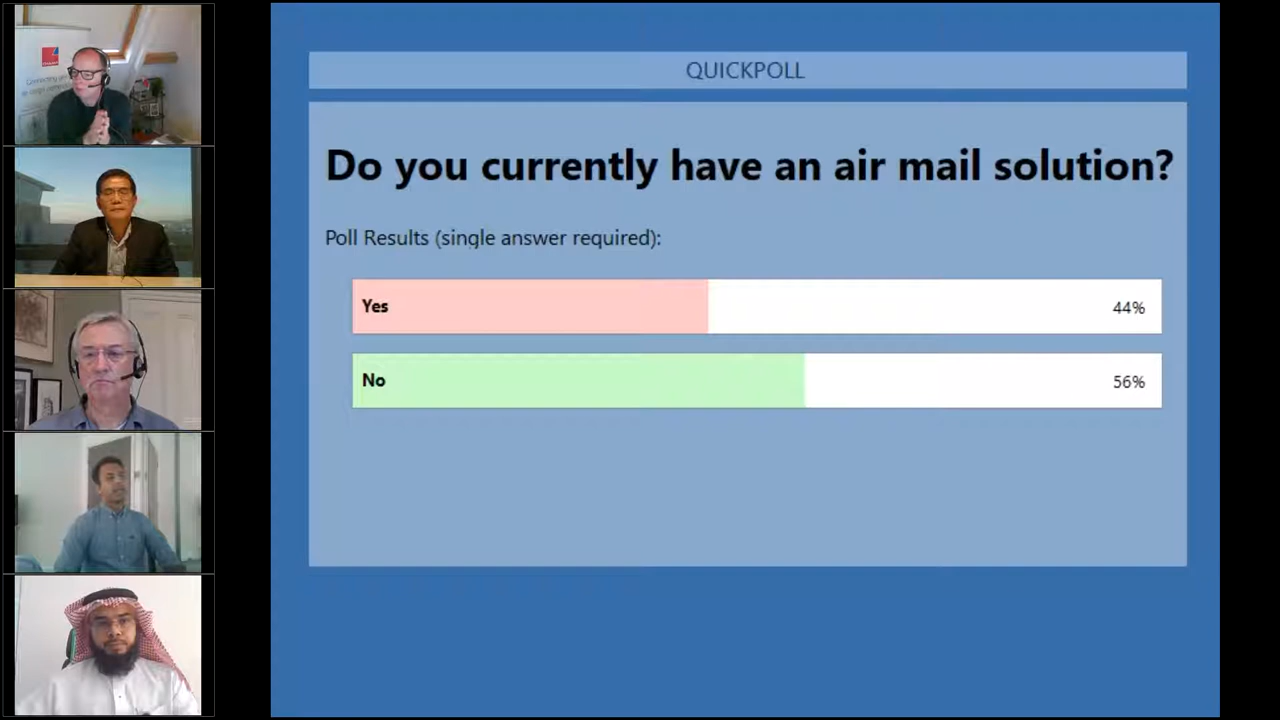 QUICKPOLL
Do you currently have an air mail solution?
Poll Results (single answer required):
Yes
44%
No
56%